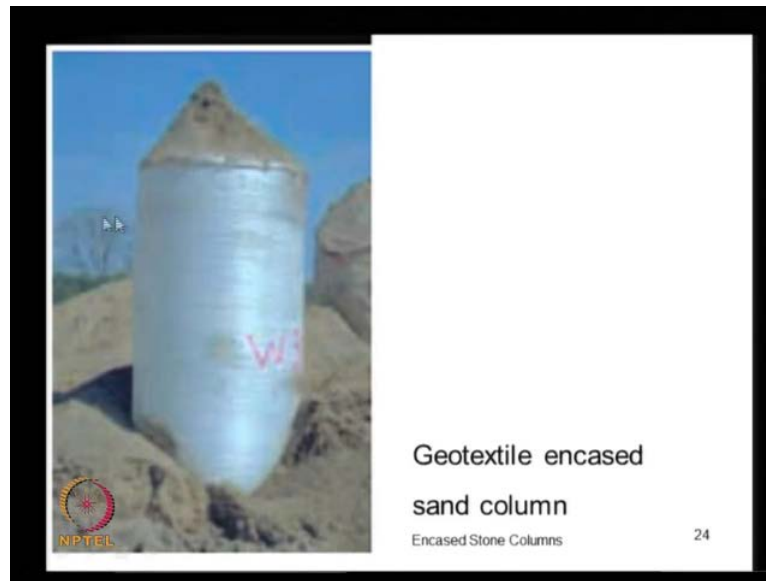 W
NPTEL
Geotextile encased
sand column
Encased Stone Columns
24